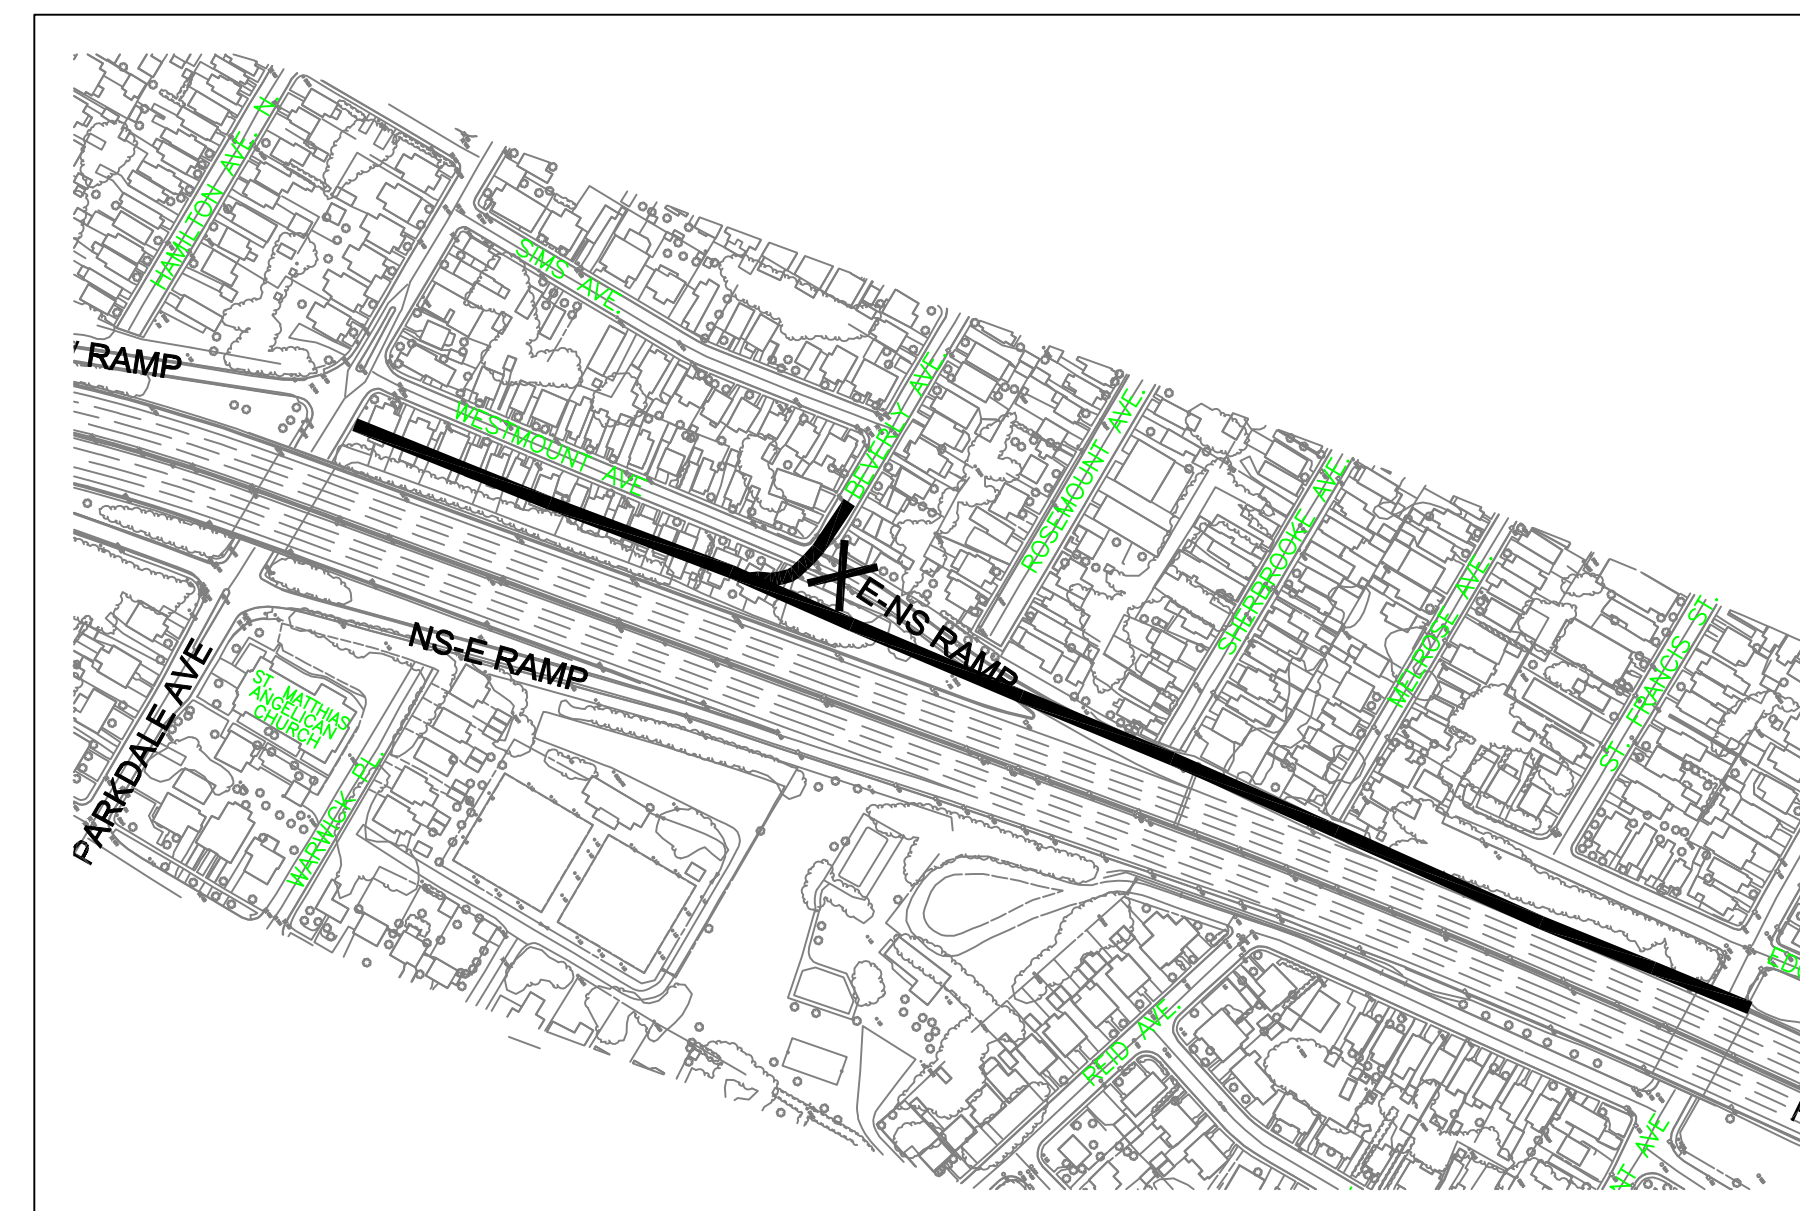 HAMILTON AVE. N.
SIMS AVE.
RAMP
WESTMOUNT AVE
BEVERLY AVE.
ROSEMOUNT AVE.
SHERBROOKE AVE.
MELROSE AVE.
ST. FRANCIS ST.
E-NS RAMP
NS-E RAMP
PARKDALE AVE
ST. MATTHIAS
ANGELICAN
CHURCH
WARWICK PL.
REID AVE.
AVE